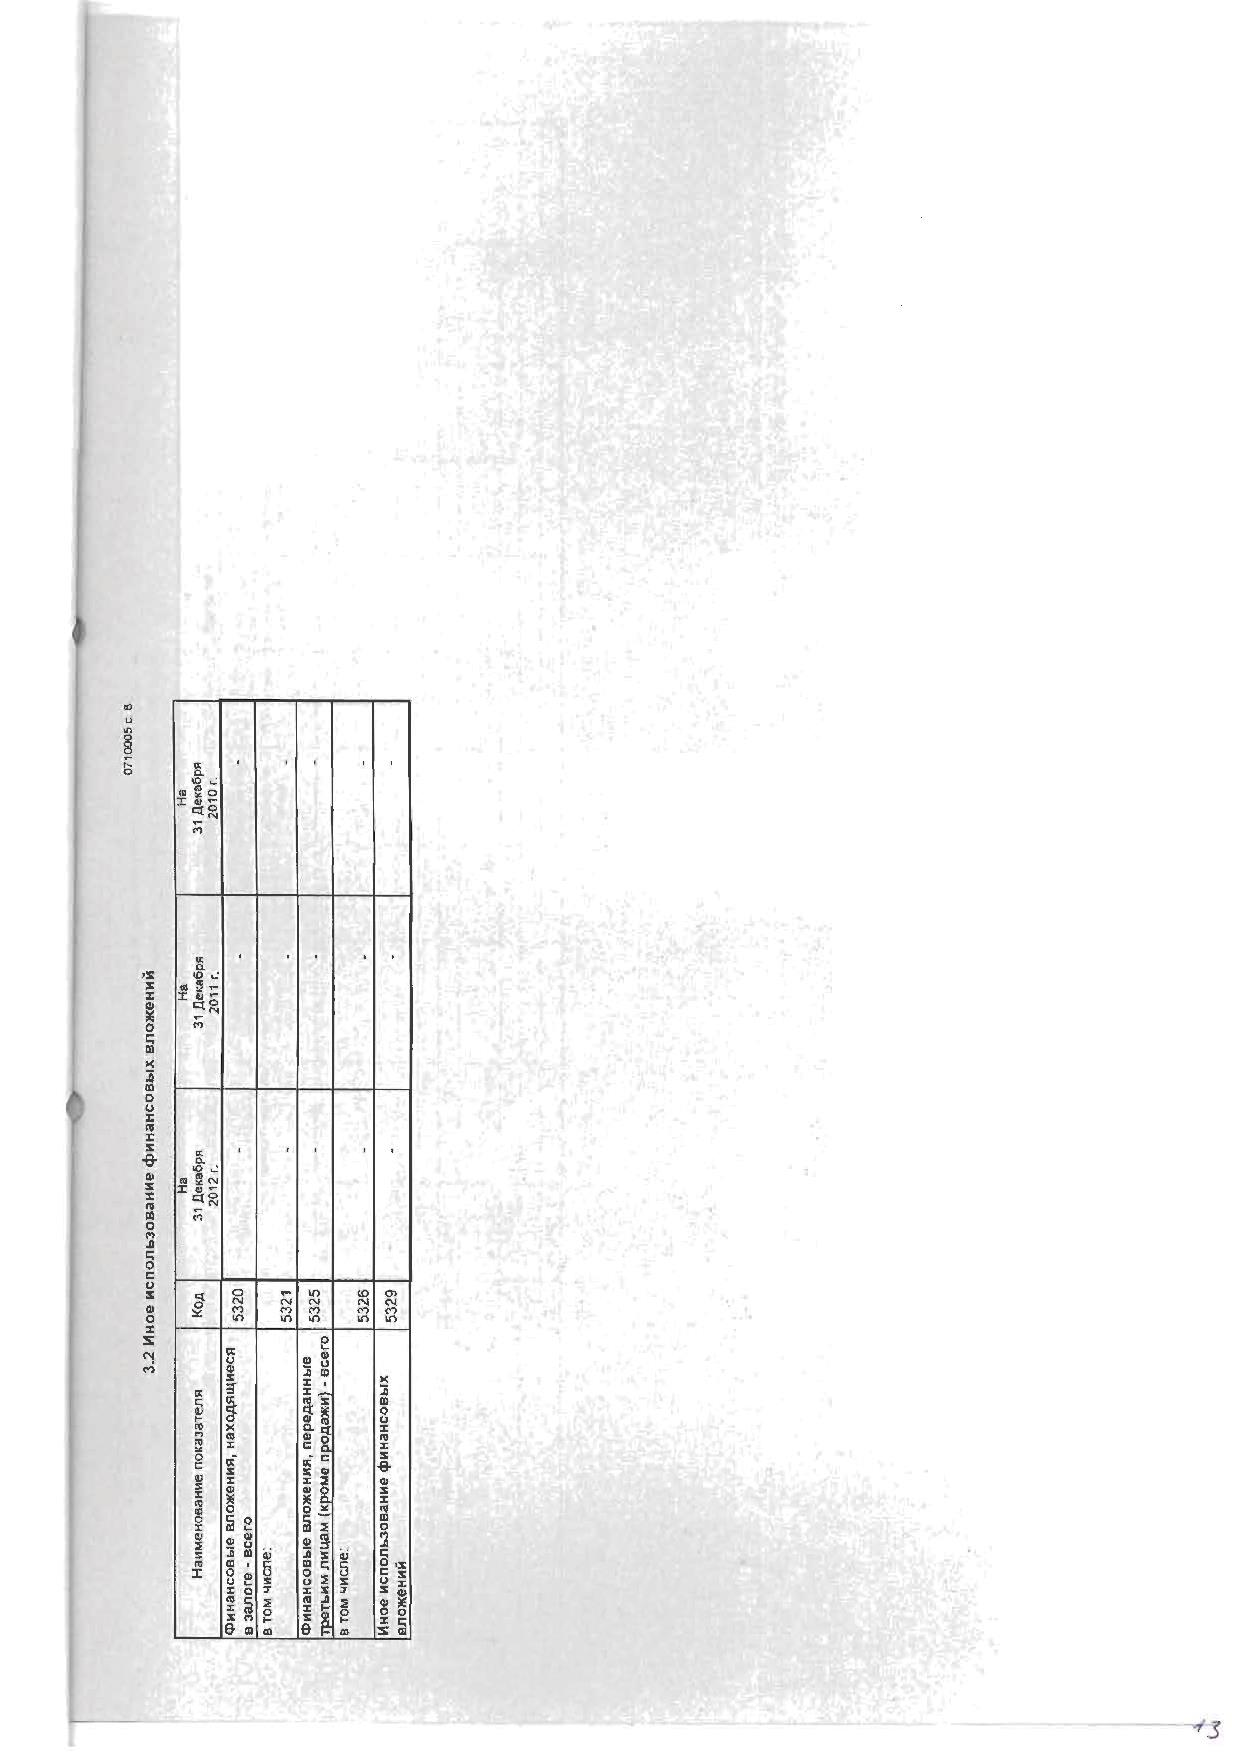 0710005 с. 8
3.2 Иное использование финансовых вложений
Наименование показателя
Код
На
31 Декабря
2012 г.
На
31 Декабря
2011 г.
На
31 Декабря
2010 г.
Финансовые вложения, находящиеся
в залоге - всего
5320
-
-
-
в том числе:
5321
-
-
-
Финансовые вложения, переданные
третьим лицам (кроме продажи) - всего
5325
-
-
-
в том числе:
5326
-
-
-
Иное использование финансовых
вложений
5329
-
-
-
13